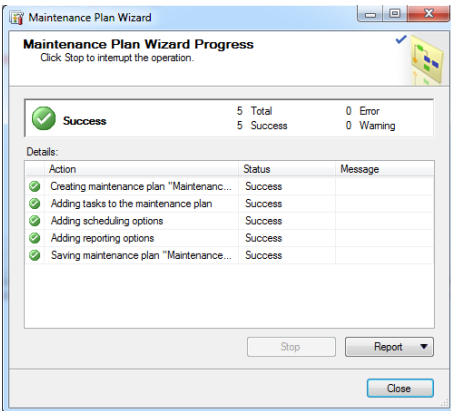 Maintenance Plan Wizard
Maintenance Plan Wizard Progress
Click Stop to interrupt the operation.
Success
5 Total
0 Error
5 Success
0 Warning
Details:
Action Status Message
Creating maintenance plan "Maintenanc... Success
Adding tasks to the maintenance plan Success
Adding scheduling options Success
Adding reporting options Success
Saving maintenance plan "Maintenance... Success
Stop Report
Close